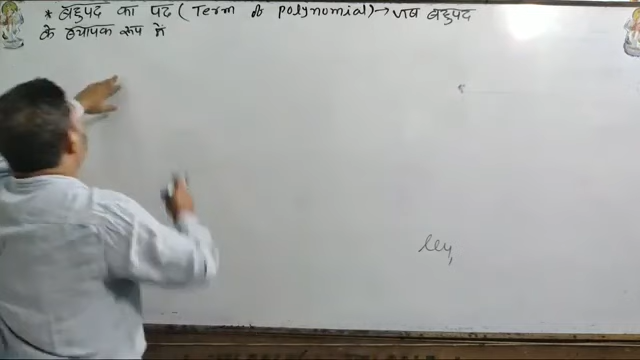 * बहुपद का पद (Term of polynomial) → जब बहुपद
के व्यापक रूप में